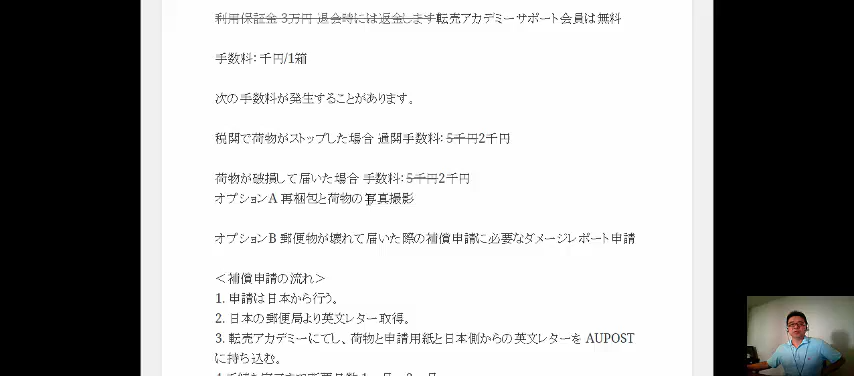 利用保証金 3万円 退会時には返金します転売アカデミーサポート会員は無料
手数料: 千円/1箱
次の手数料が発生することがあります。
税関で荷物がストップした場合 通関手数料: 5千円2千円
荷物が破損して届いた場合 手数料: 5千円2千円
オプションA 再梱包と荷物の写真撮影
オプションB 郵便物が壊れて届いた際の補償申請に必要なダメージレポート申請
＜補償申請の流れ＞
1. 申請は日本から行う。
2. 日本の郵便局より英文レター取得。
3. 転売アカデミーにてし、荷物と申請用紙と日本側からの英文レターを AUPOST
に持ち込む。